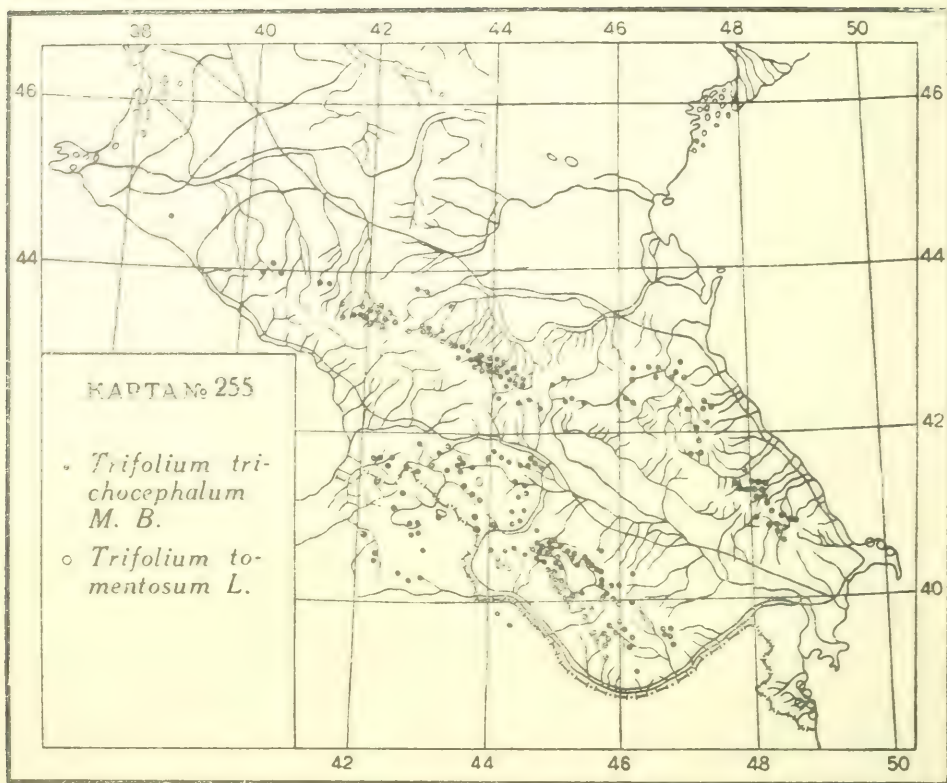 38 40 42 44 46 48 50
46 46
44 44
КАРТА № 255
42
• Trifolium tri-
chocephalum
M. B.
○ Trifolium to-
mentosum L.
40
42 44 46 48 50